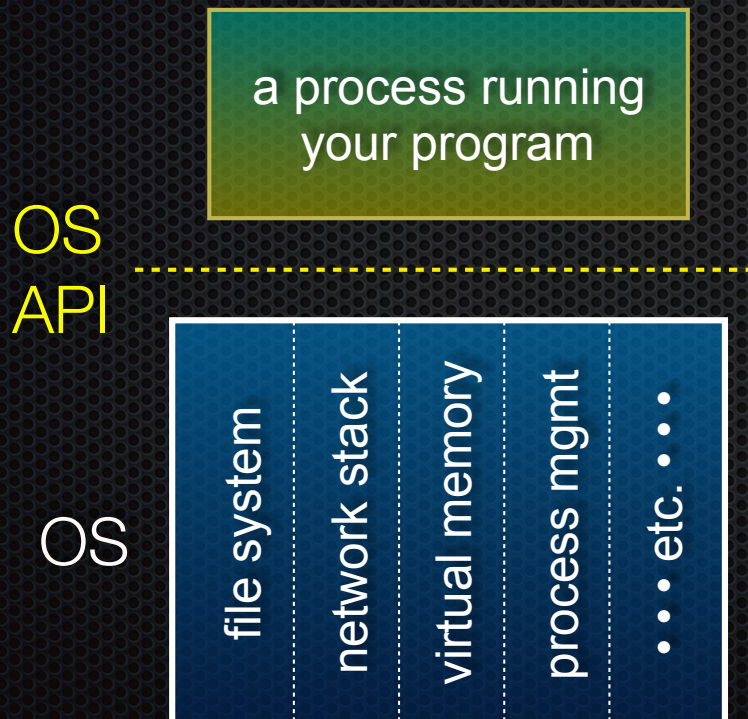 a process running
your program
OS
API
OS
file system
network stack
virtual memory
process mgmt
• • • etc. • • •